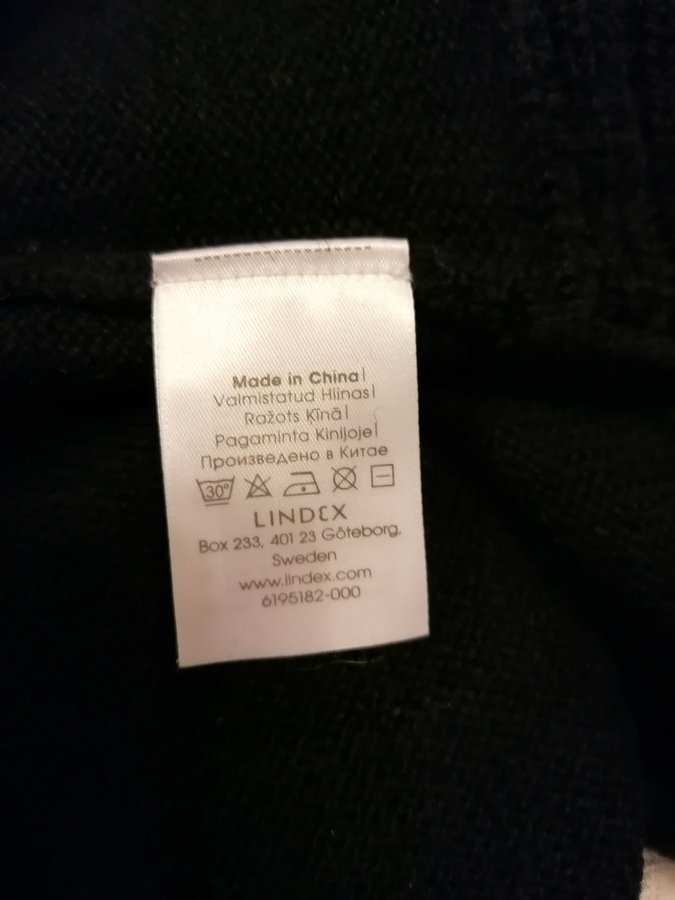 Made in China|
Valmistatud Hiinas|
Ražots Ķīnā|
Pagaminta Kinijoje|
Произведено в Китае
30°
LINDEX
Box 233, 401 23 Göteborg,
Sweden
www.lindex.com
6195182-000